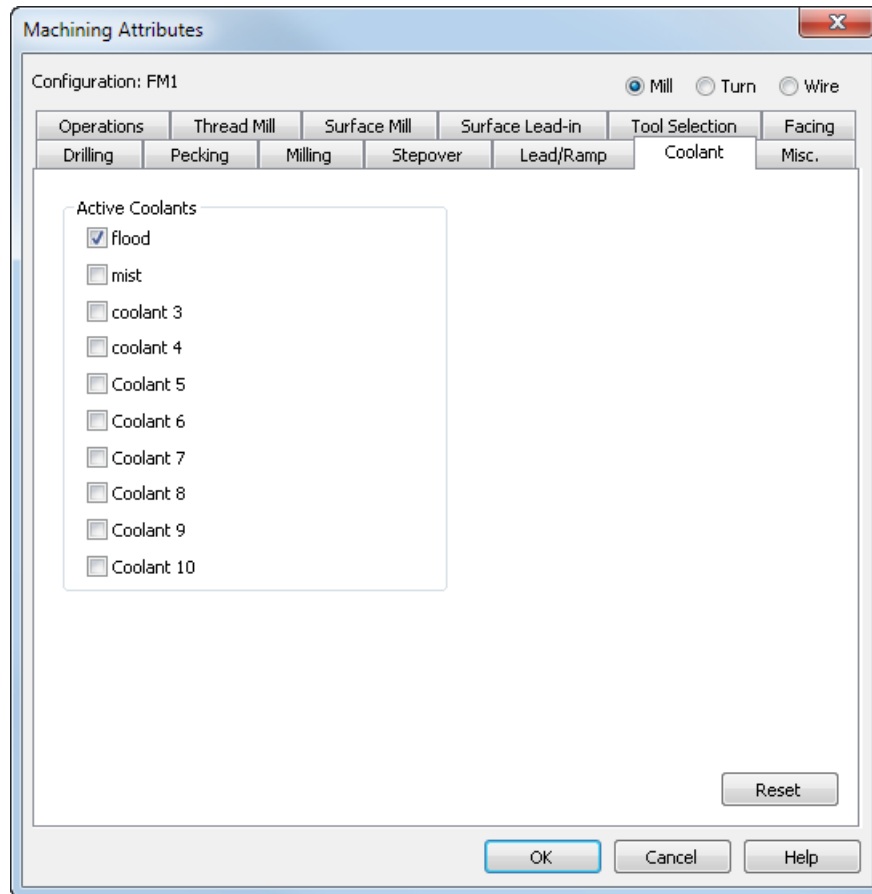 Machining Attributes
Configuration: FM1
Mill Turn Wire
Operations Thread Mill Surface Mill Surface Lead-in Tool Selection Facing
Drilling Pecking Milling Stepover Lead/Ramp Coolant Misc.
Active Coolants
flood
mist
coolant 3
coolant 4
Coolant 5
Coolant 6
Coolant 7
Coolant 8
Coolant 9
Coolant 10
Reset
OK Cancel Help